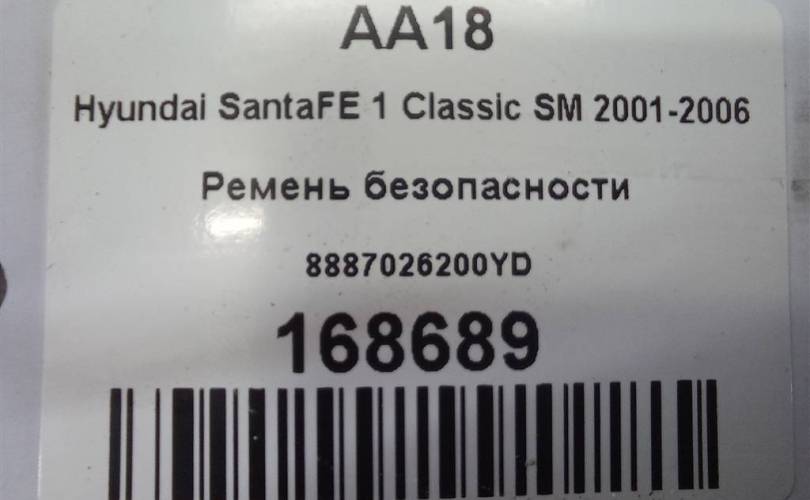 AA18
Hyundai SantaFE 1 Classic SM 2001-2006
Ремень безопасности
8887026200YD
168689